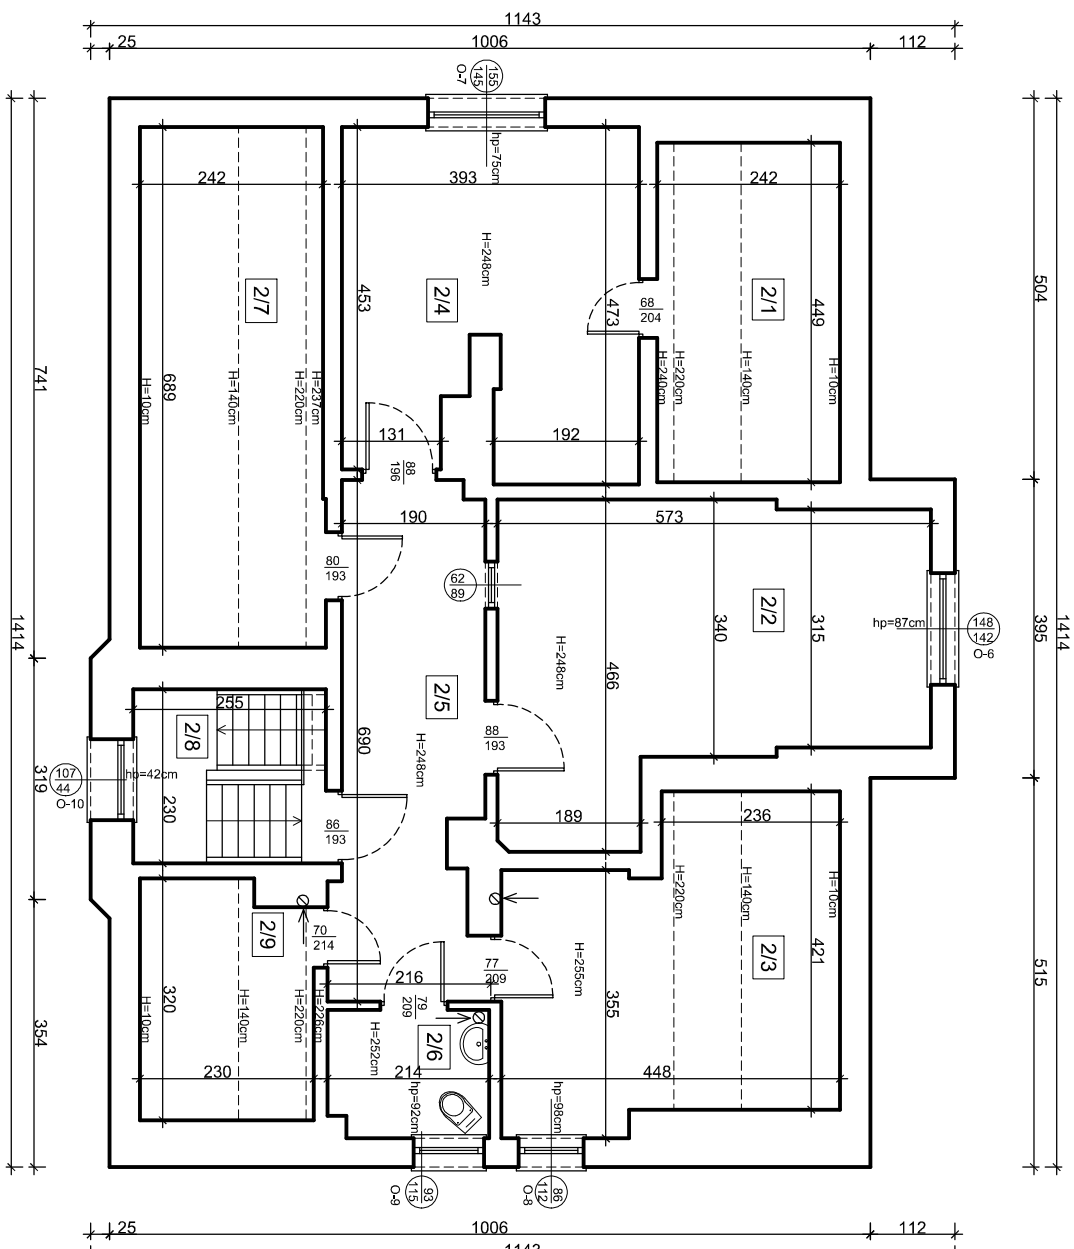 1143
25
1006
112
155
145
O-7
hp=75cm
242
393
242
H=248cm
2/7
2/4
2/1
453
473
449
68
204
504
741
689
H=10cm
H=140cm
H=220cm
H=237cm
H=240cm
H=220cm
H=140cm
H=10cm
131
192
88
196
190
573
80
193
62
89
2/2
340
315
hp=87cm
148
142
O-6
395
1414
1414
H=248cm
466
2/5
255
2/8
690
H=248cm
88
193
107
44
O-10
hp=42cm
319
230
86
193
189
236
H=220cm
H=140cm
H=10cm
2/9
70
214
2/3
421
77
209
H=255cm
216
79
209
515
320
H=10cm
H=140cm
H=220cm
H=226cm
H=252cm
2/6
355
354
230
214
448
hp=92cm
hp=98cm
93
115
O-9
86
112
O-8
25
1006
112
1143